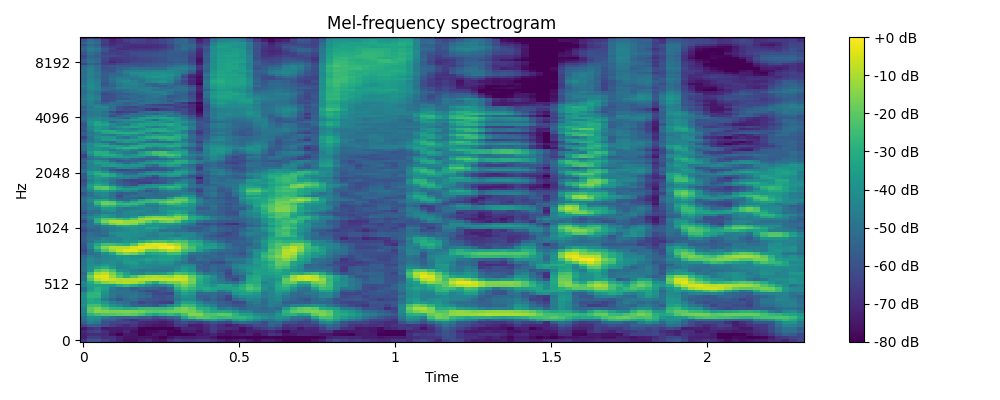 Mel-frequency spectrogram
+0 dB
8192
-10 dB
4096
-20 dB
-30 dB
2048
-40 dB
Hz
1024
-50 dB
512
-60 dB
-70 dB
0
-80 dB
0 0.5 1 1.5 2
Time